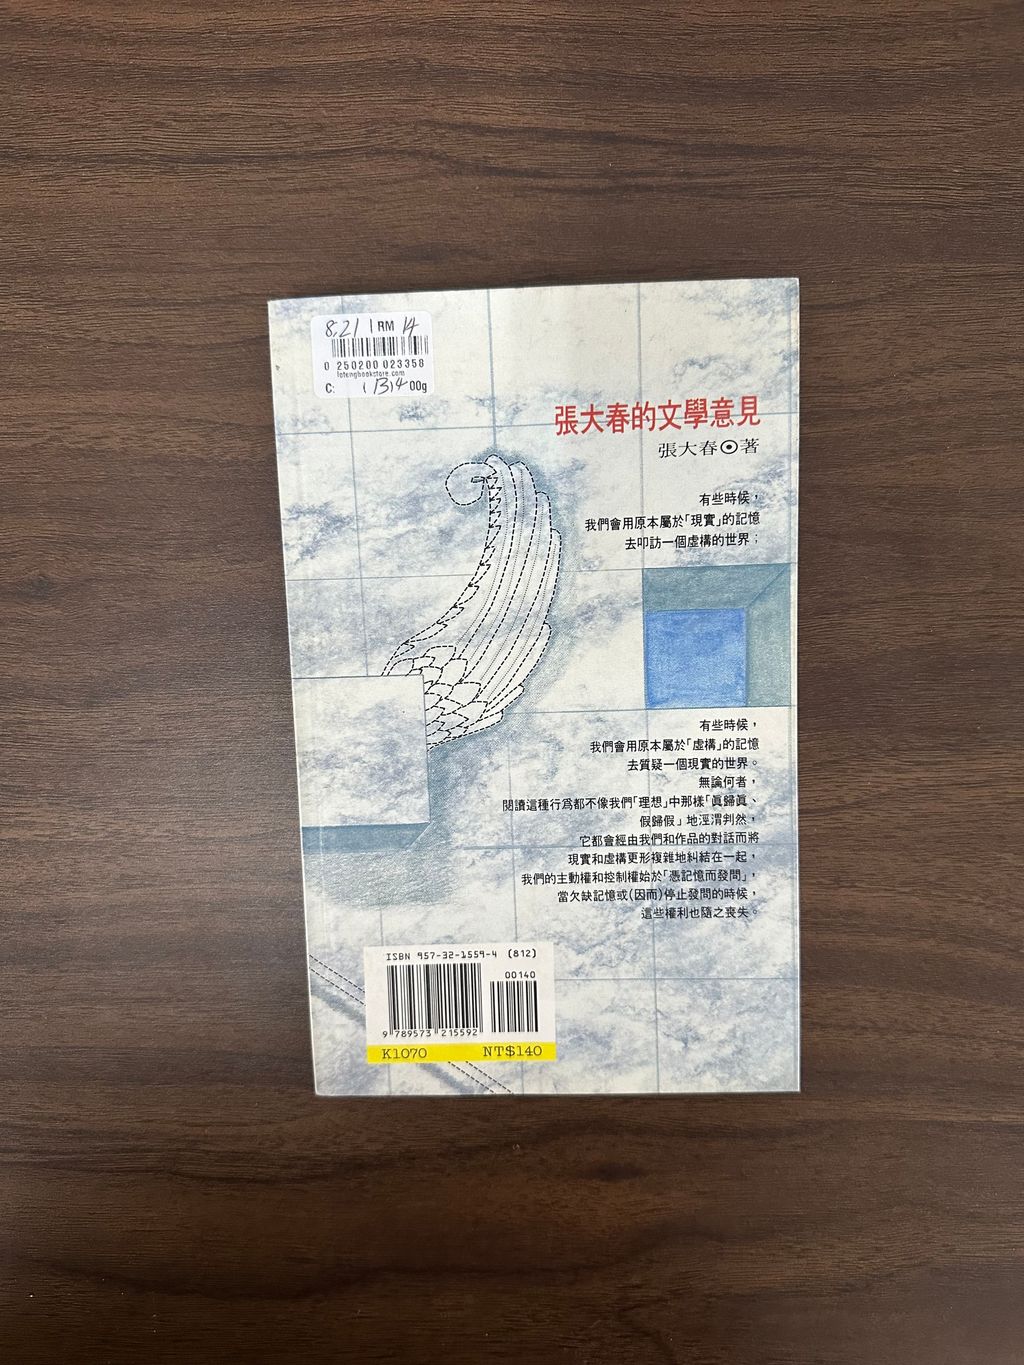 8.21 RM 14
0 250200 023358
fotengbookstore.com
C: 1314 00g
張大春的文學意見
張大春⊙著
有些時候，
我們會用原本屬於「現實」的記憶
去叩訪一個虛構的世界；
有些時候，
我們會用原本屬於「虛構」的記憶
去質疑一個現實的世界。
無論何者，
閱讀這種行爲都不像我們「理想」中那樣「眞歸眞、
假歸假」地涇渭判然，
它都會經由我們和作品的對話而將
現實和虛構更形複雜地糾結在一起，
我們的主動權和控制權始於「憑記憶而發問」，
當欠缺記憶或（因而）停止發問的時候，
這些權利也隨之喪失。
ISBN 957-32-1559-4 (812)
00140
9 789573 215592
K1070 NT$140